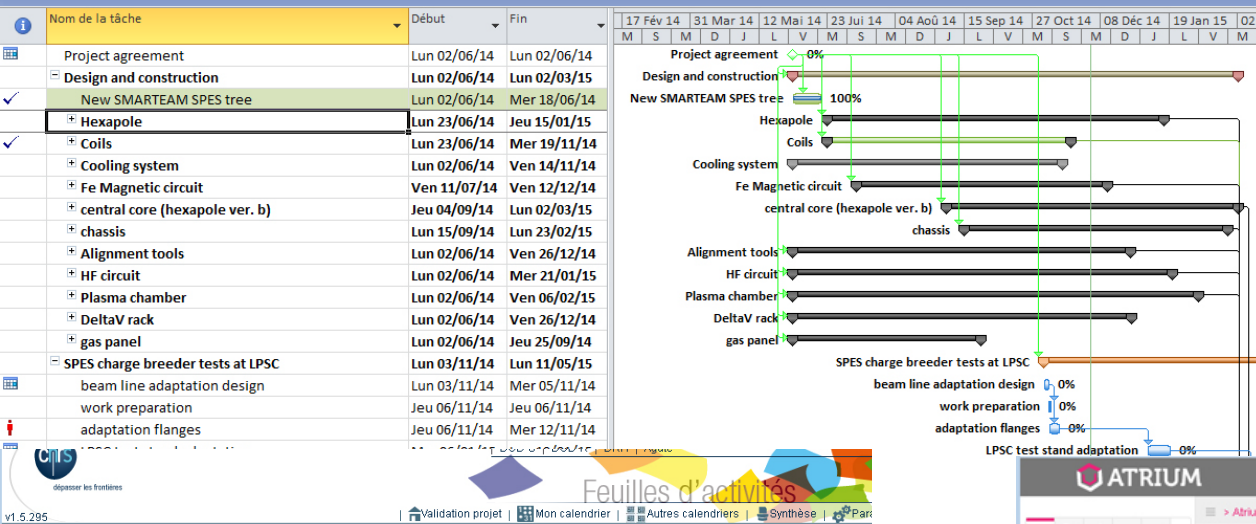 Nom de la tâche Début Fin 17 Fév 14 31 Mar 14 12 Mai 14 23 Jui 14 04 Aoû 14 15 Sep 14 27 Oct 14 08 Déc 14 19 Jan 15 02
M S M D J L V M S M D J L V M S M D J L V M
Project agreement Lun 02/06/14 Lun 02/06/14 Project agreement 0%
Design and construction Lun 02/06/14 Lun 02/03/15 Design and construction
New SMARTEAM SPES tree Lun 02/06/14 Mer 18/06/14 New SMARTEAM SPES tree 100%
Hexapole Lun 23/06/14 Jeu 15/01/15 Hexapole
Coils Lun 23/06/14 Mer 19/11/14 Coils
Cooling system Lun 02/06/14 Ven 14/11/14 Cooling system
Fe Magnetic circuit Ven 11/07/14 Ven 12/12/14 Fe Magnetic circuit
central core (hexapole ver. b) Jeu 04/09/14 Lun 02/03/15 central core (hexapole ver. b)
chassis Lun 15/09/14 Lun 23/02/15 chassis
Alignment tools Lun 02/06/14 Ven 26/12/14 Alignment tools
HF circuit Lun 02/06/14 Mer 21/01/15 HF circuit
Plasma chamber Lun 02/06/14 Ven 06/02/15 Plasma chamber
DeltaV rack Lun 02/06/14 Ven 26/12/14 DeltaV rack
gas panel Lun 02/06/14 Jeu 25/09/14 gas panel
SPES charge breeder tests at LPSC Lun 03/11/14 Lun 11/05/15 SPES charge breeder tests at LPSC
beam line adaptation design Lun 03/11/14 Mer 05/11/14 beam line adaptation design 0%
work preparation Jeu 06/11/14 Jeu 06/11/14 work preparation 0%
adaptation flanges Jeu 06/11/14 Mer 12/11/14 adaptation flanges 0%
LPSC test stand adaptation 0%
cnrs
dépasser les frontières
Feuilles d'activités
v1.5.295 Validation projet | Mon calendrier | Autres calendriers | Synthèse | Para
ATRIUM
> Atriu